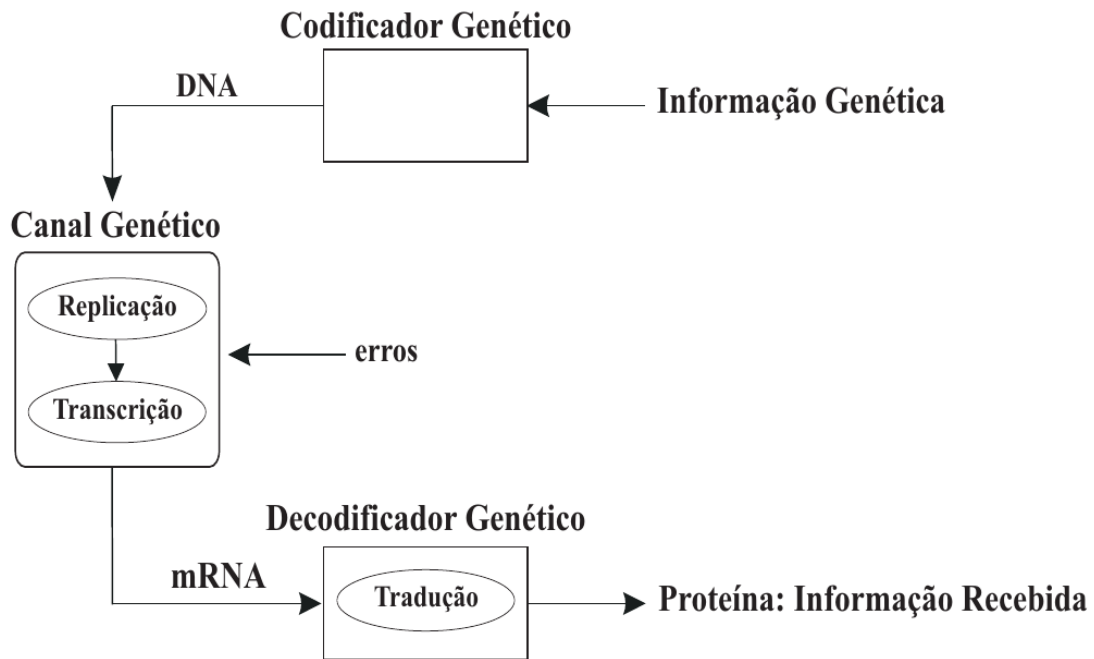 Codificador Genético
DNA
Informação Genética
Canal Genético
Replicação
erros
Transcrição
Decodificador Genético
mRNA
Tradução
Proteína: Informação Recebida